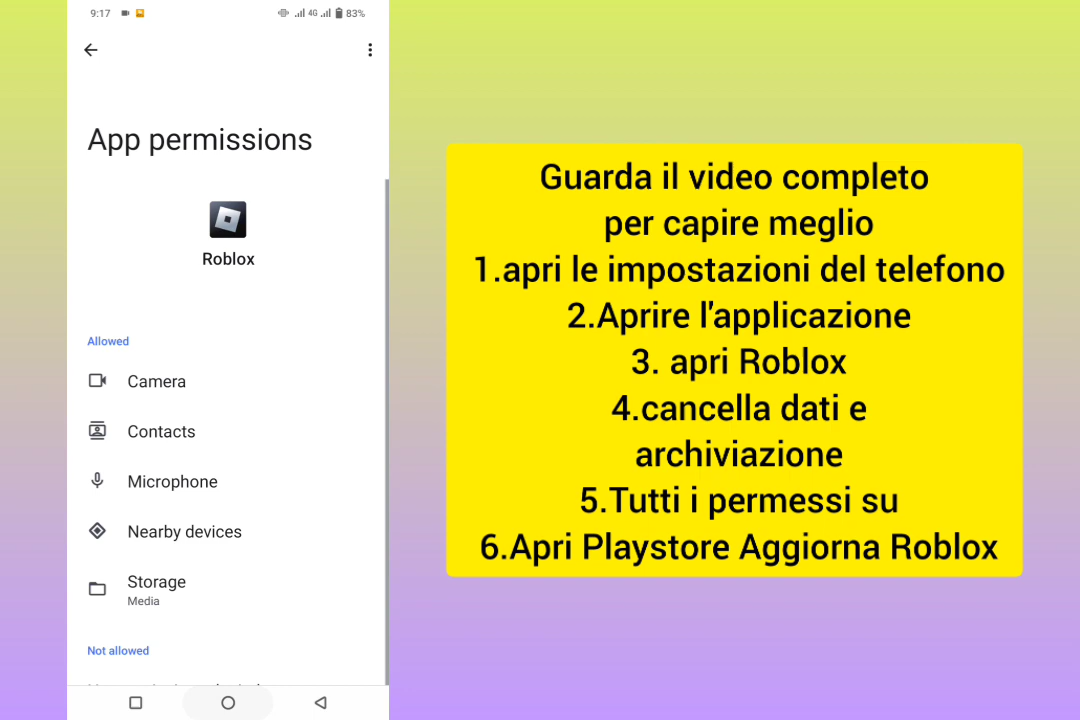 9:17
4G
83%
App permissions
Roblox
Allowed
Camera
Contacts
Microphone
Nearby devices
Storage
Media
Not allowed
Guarda il video completo
per capire meglio
1.apri le impostazioni del telefono
2.Aprire l'applicazione
3. apri Roblox
4.cancella dati e
archiviazione
5.Tutti i permessi su
6.Apri Playstore Aggiorna Roblox